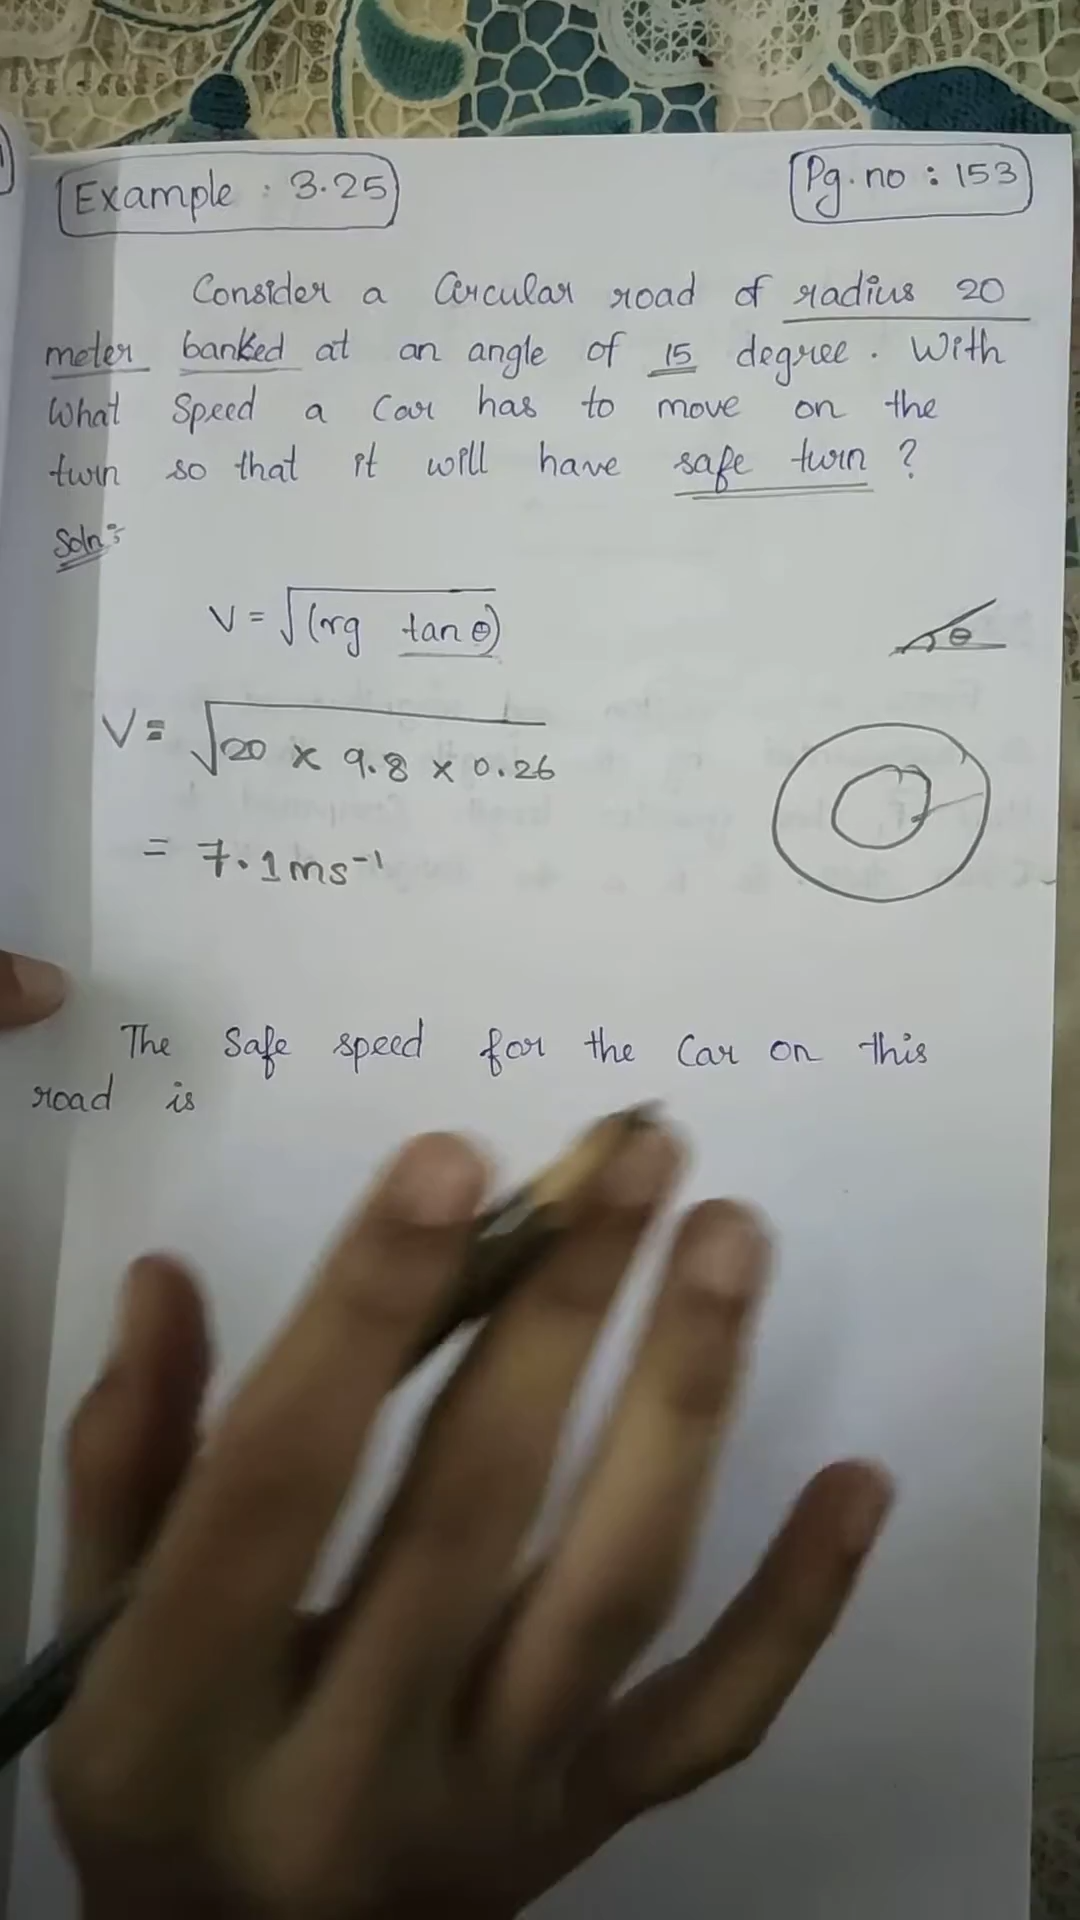 Example : 3.25
Pg.no : 153
Consider a Circular road of radius 20
meter banked at an angle of 15 degree. With
What Speed a Car has to move on the
turn so that it will have safe turn ?
Soln:-
V = √(rg tan θ)
θ
V = √20 × 9.8 × 0.26
= 7.1 ms⁻¹
The Safe speed for the Car on this
road is